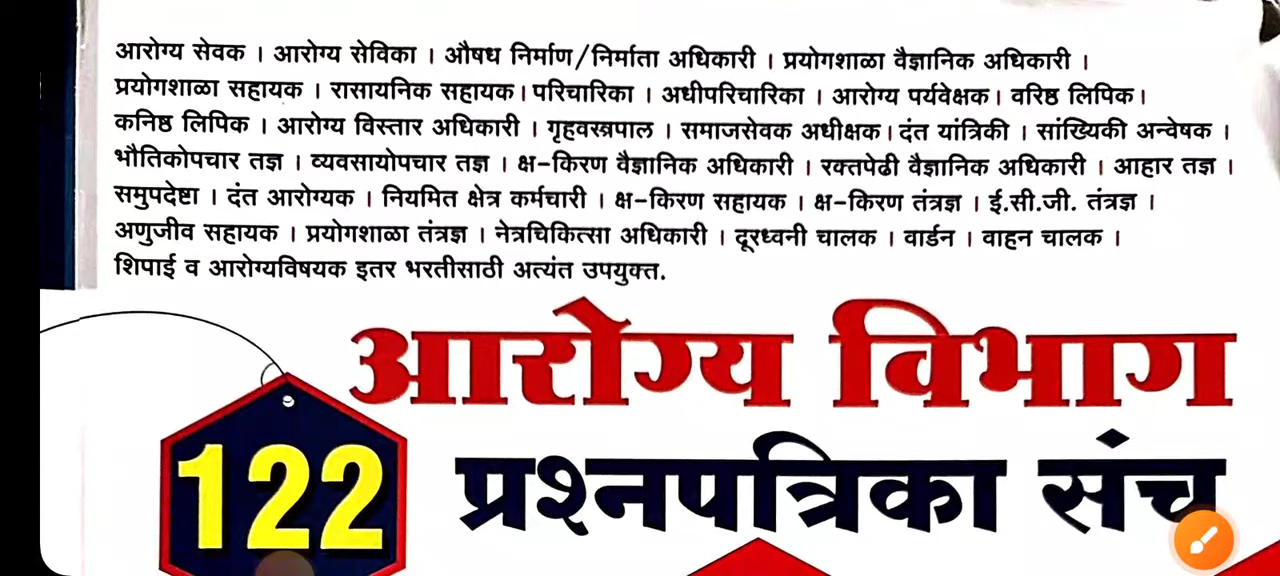 आरोग्य सेवक । आरोग्य सेविका । औषध निर्माण/निर्माता अधिकारी । प्रयोगशाळा वैज्ञानिक अधिकारी ।
प्रयोगशाळा सहायक । रासायनिक सहायक। परिचारिका । अधीपरिचारिका । आरोग्य पर्यवेक्षक। वरिष्ठ लिपिक।
कनिष्ठ लिपिक । आरोग्य विस्तार अधिकारी । गृहवस्त्रपाल । समाजसेवक अधीक्षक। दंत यांत्रिकी । सांख्यिकी अन्वेषक ।
भौतिकोपचार तज्ञ । व्यवसायोपचार तज्ञ । क्ष-किरण वैज्ञानिक अधिकारी । रक्तपेढी वैज्ञानिक अधिकारी । आहार तज्ञ ।
समुपदेष्टा । दंत आरोग्यक । नियमित क्षेत्र कर्मचारी । क्ष-किरण सहायक । क्ष-किरण तंत्रज्ञ । ई.सी.जी. तंत्रज्ञ ।
अणुजीव सहायक । प्रयोगशाळा तंत्रज्ञ । नेत्रचिकित्सा अधिकारी । दूरध्वनी चालक । वार्डन । वाहन चालक ।
शिपाई व आरोग्यविषयक इतर भरतीसाठी अत्यंत उपयुक्त.
आरोग्य विभाग
122 प्रश्नपत्रिका संच